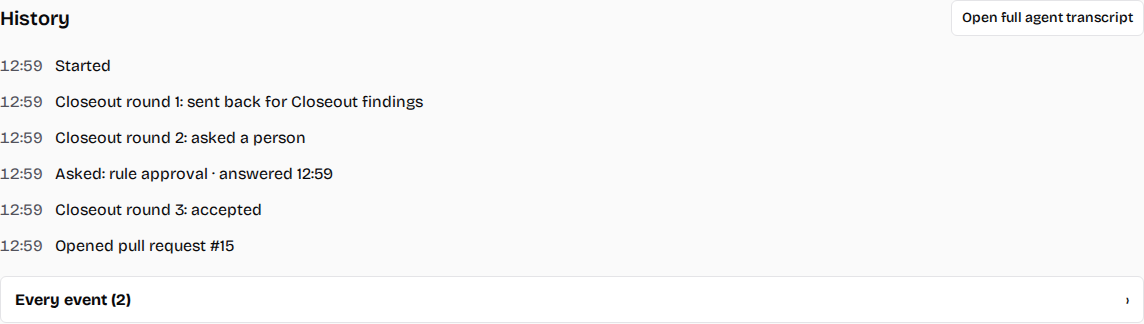 History
Open full agent transcript
12:59 Started
12:59 Closeout round 1: sent back for Closeout findings
12:59 Closeout round 2: asked a person
12:59 Asked: rule approval · answered 12:59
12:59 Closeout round 3: accepted
12:59 Opened pull request #15
Every event (2) ›